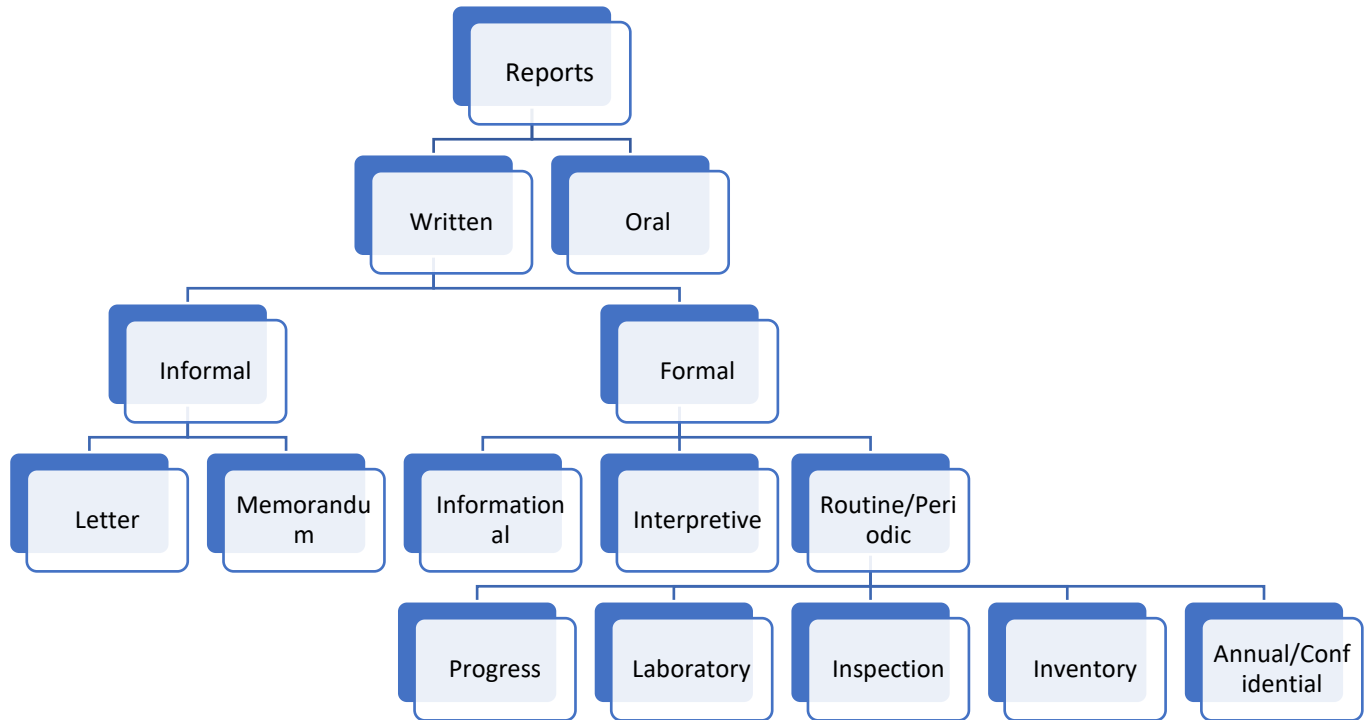 Reports
Written
Oral
Informal
Formal
Letter
Memorandu
m
Information
al
Interpretive
Routine/Peri
odic
Progress
Laboratory
Inspection
Inventory
Annual/Conf
idential